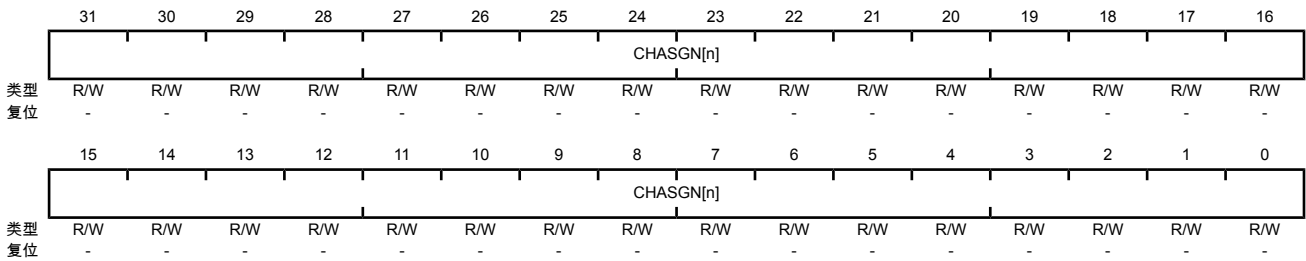 31 30 29 28 27 26 25 24 23 22 21 20 19 18 17 16
CHASGN[n]
类型 R/W R/W R/W R/W R/W R/W R/W R/W R/W R/W R/W R/W R/W R/W R/W R/W
复位 - - - - - - - - - - - - - - - -
15 14 13 12 11 10 9 8 7 6 5 4 3 2 1 0
CHASGN[n]
类型 R/W R/W R/W R/W R/W R/W R/W R/W R/W R/W R/W R/W R/W R/W R/W R/W
复位 - - - - - - - - - - - - - - - -